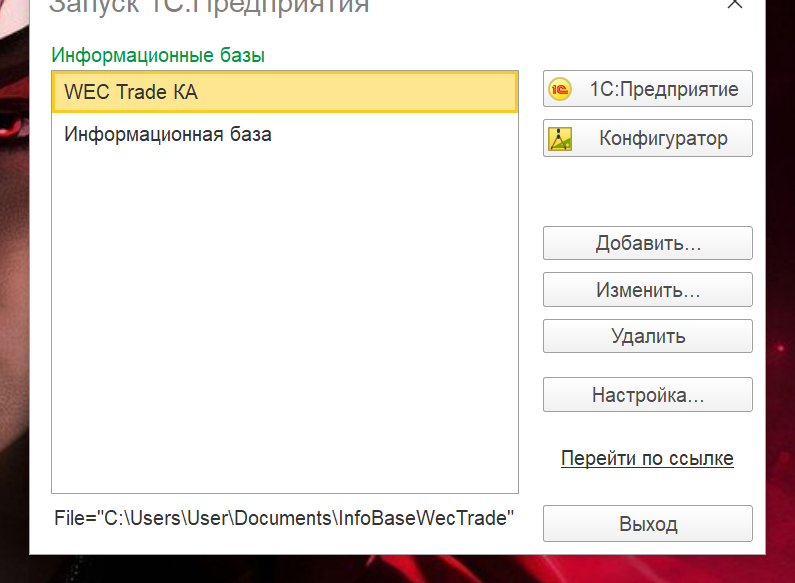 Запуск 1С:Предприятия
Информационные базы
WEC Trade КА
Информационная база
1С:Предприятие
Конфигуратор
Добавить...
Изменить...
Удалить
Настройка...
Перейти по ссылке
File="C:\Users\User\Documents\InfoBaseWecTrade"
Выход